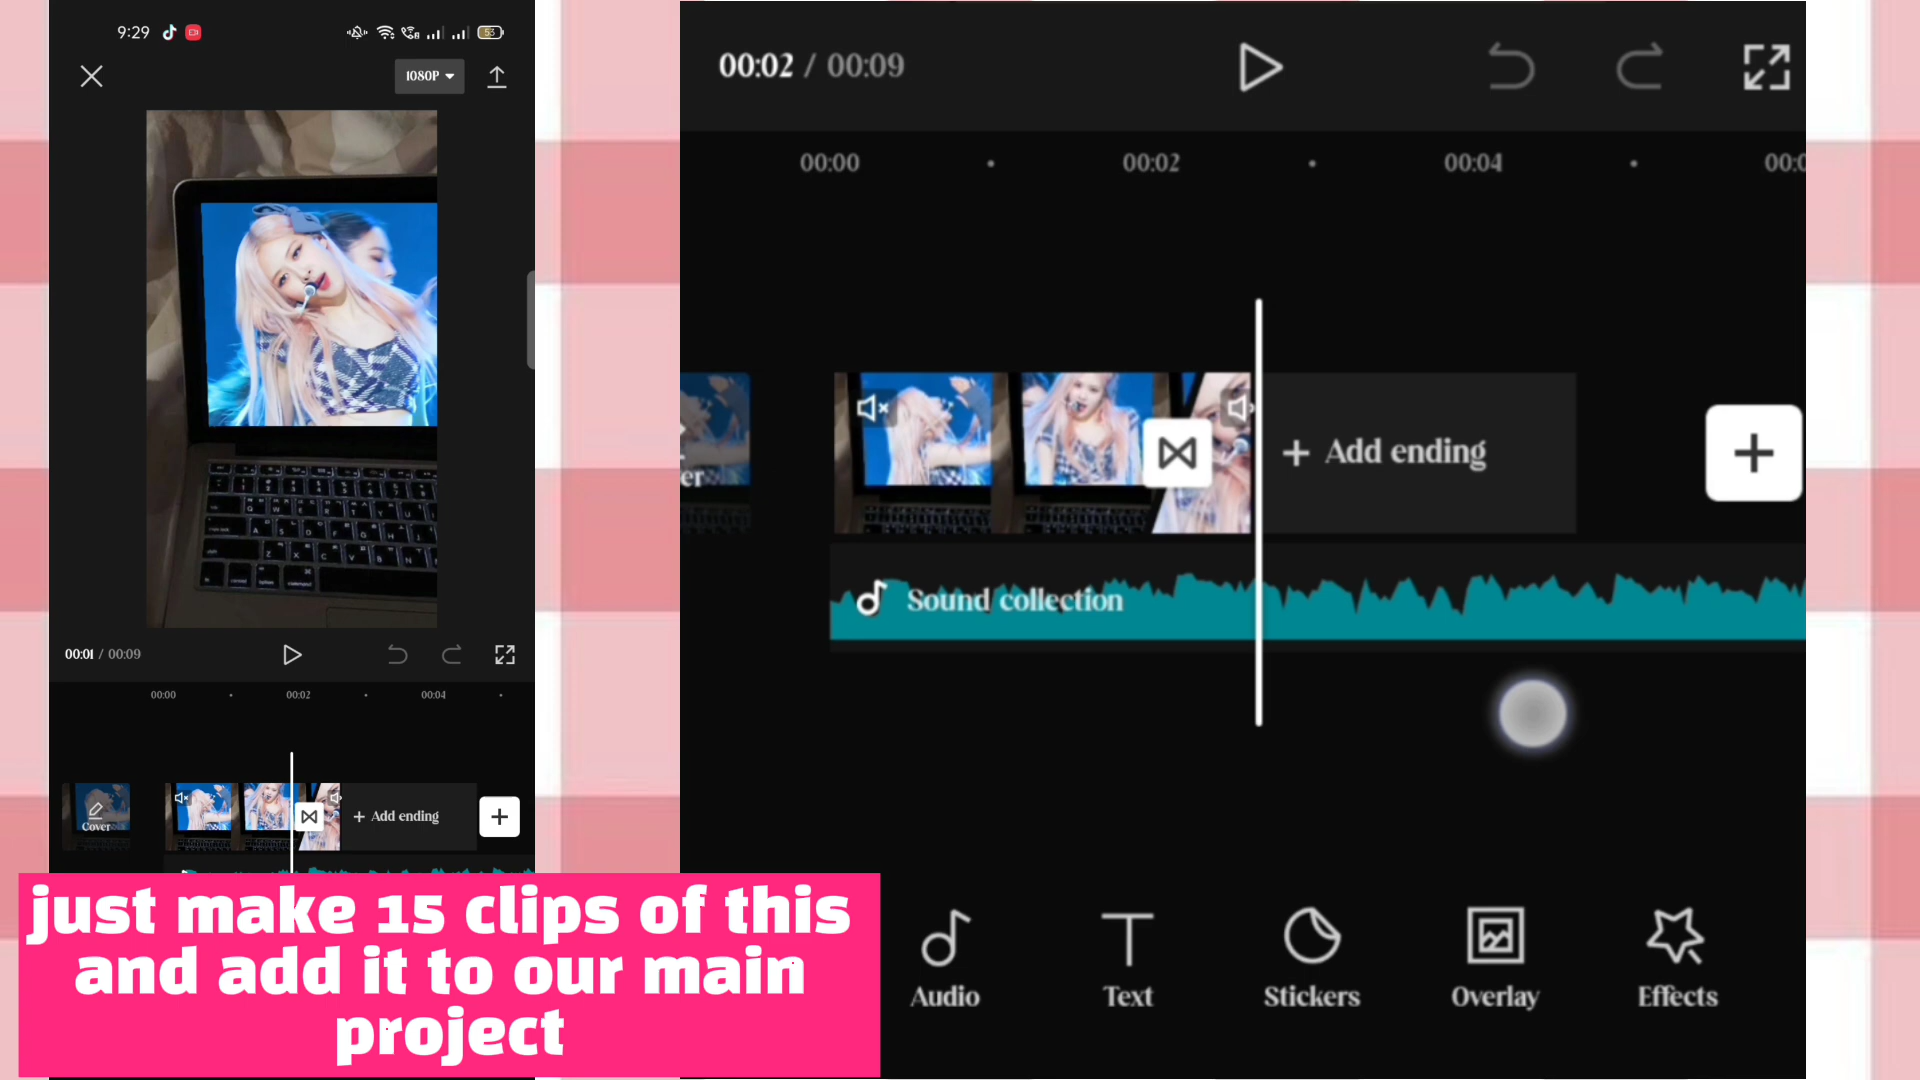 9:29
53
1080P
00:01 / 00:09
00:00
00:02
00:04
Cover
+ Add ending
00:02 / 00:09
00:00
00:02
00:04
+ Add ending
Sound collection
Audio
Text
Stickers
Overlay
Effects
just make 15 clips of this
and add it to our main
project